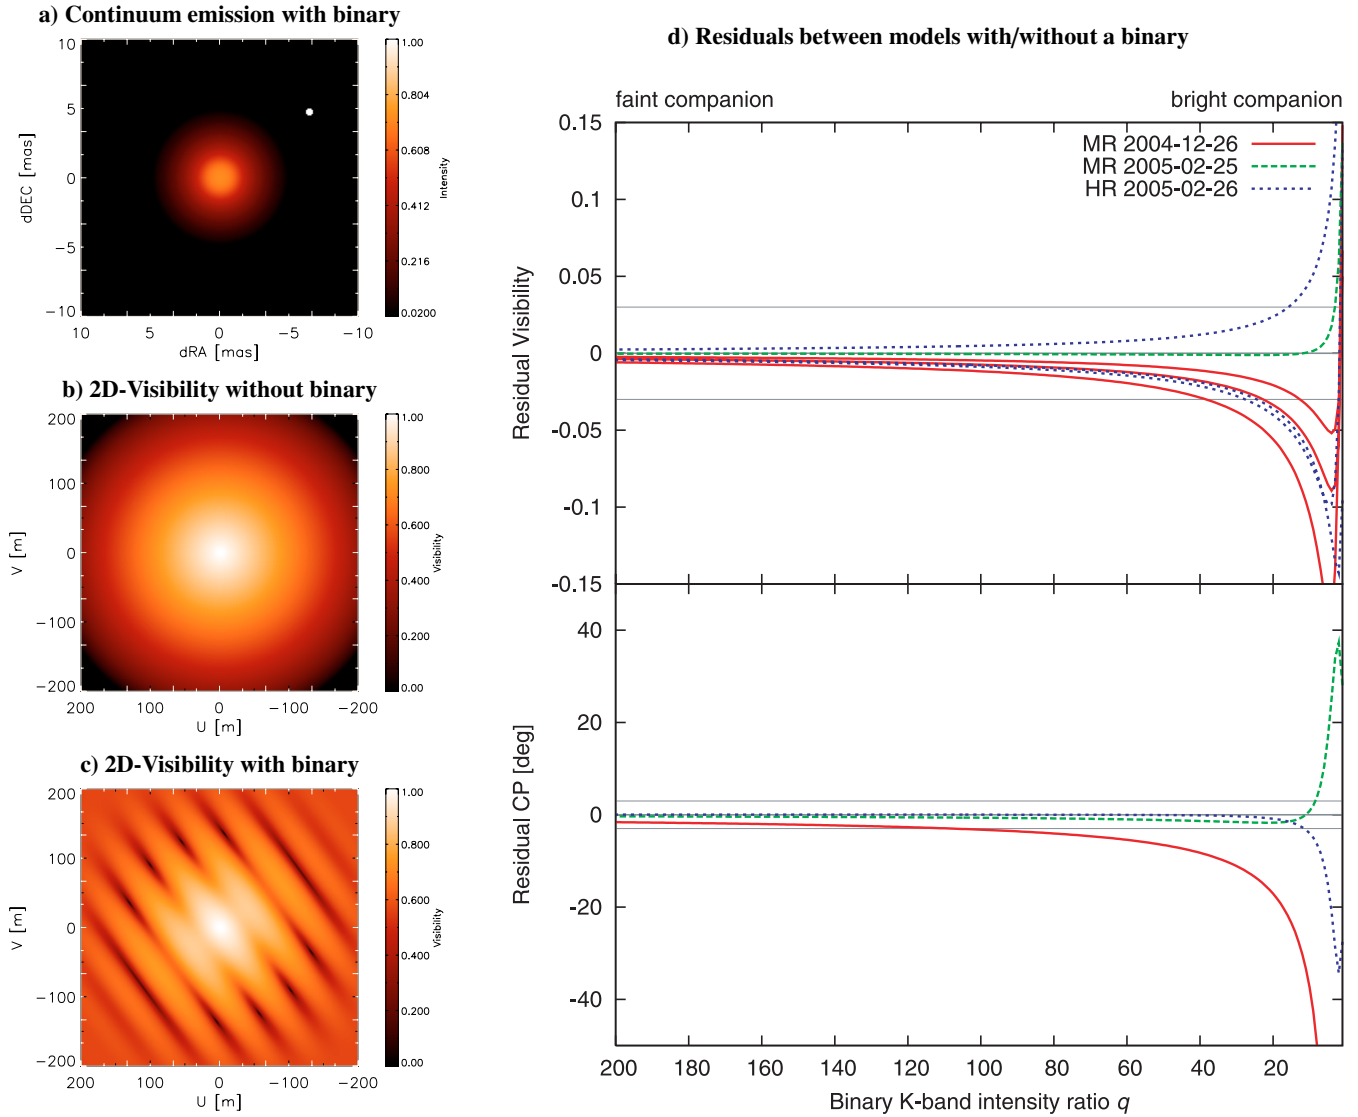 a) Continuum emission with binary
10
5
0
−5
−10
dDEC [mas]
10 5 0 −5 −10
dRA [mas]
1.00
0.804
0.608
0.412
0.216
0.0200
Intensity
b) 2D-Visibility without binary
200
100
0
−100
−200
V [m]
200 100 0 −100 −200
U [m]
1.00
0.800
0.600
0.400
0.200
0.00
Visibility
c) 2D-Visibility with binary
200
100
0
−100
−200
V [m]
200 100 0 −100 −200
U [m]
1.00
0.800
0.600
0.400
0.200
0.00
Visibility
d) Residuals between models with/without a binary
faint companion bright companion
MR 2004-12-26
MR 2005-02-25
HR 2005-02-26
0.15
0.1
0.05
0
-0.05
-0.1
-0.15
Residual Visibility
40
20
0
-20
-40
Residual CP [deg]
200 180 160 140 120 100 80 60 40 20
Binary K-band intensity ratio q